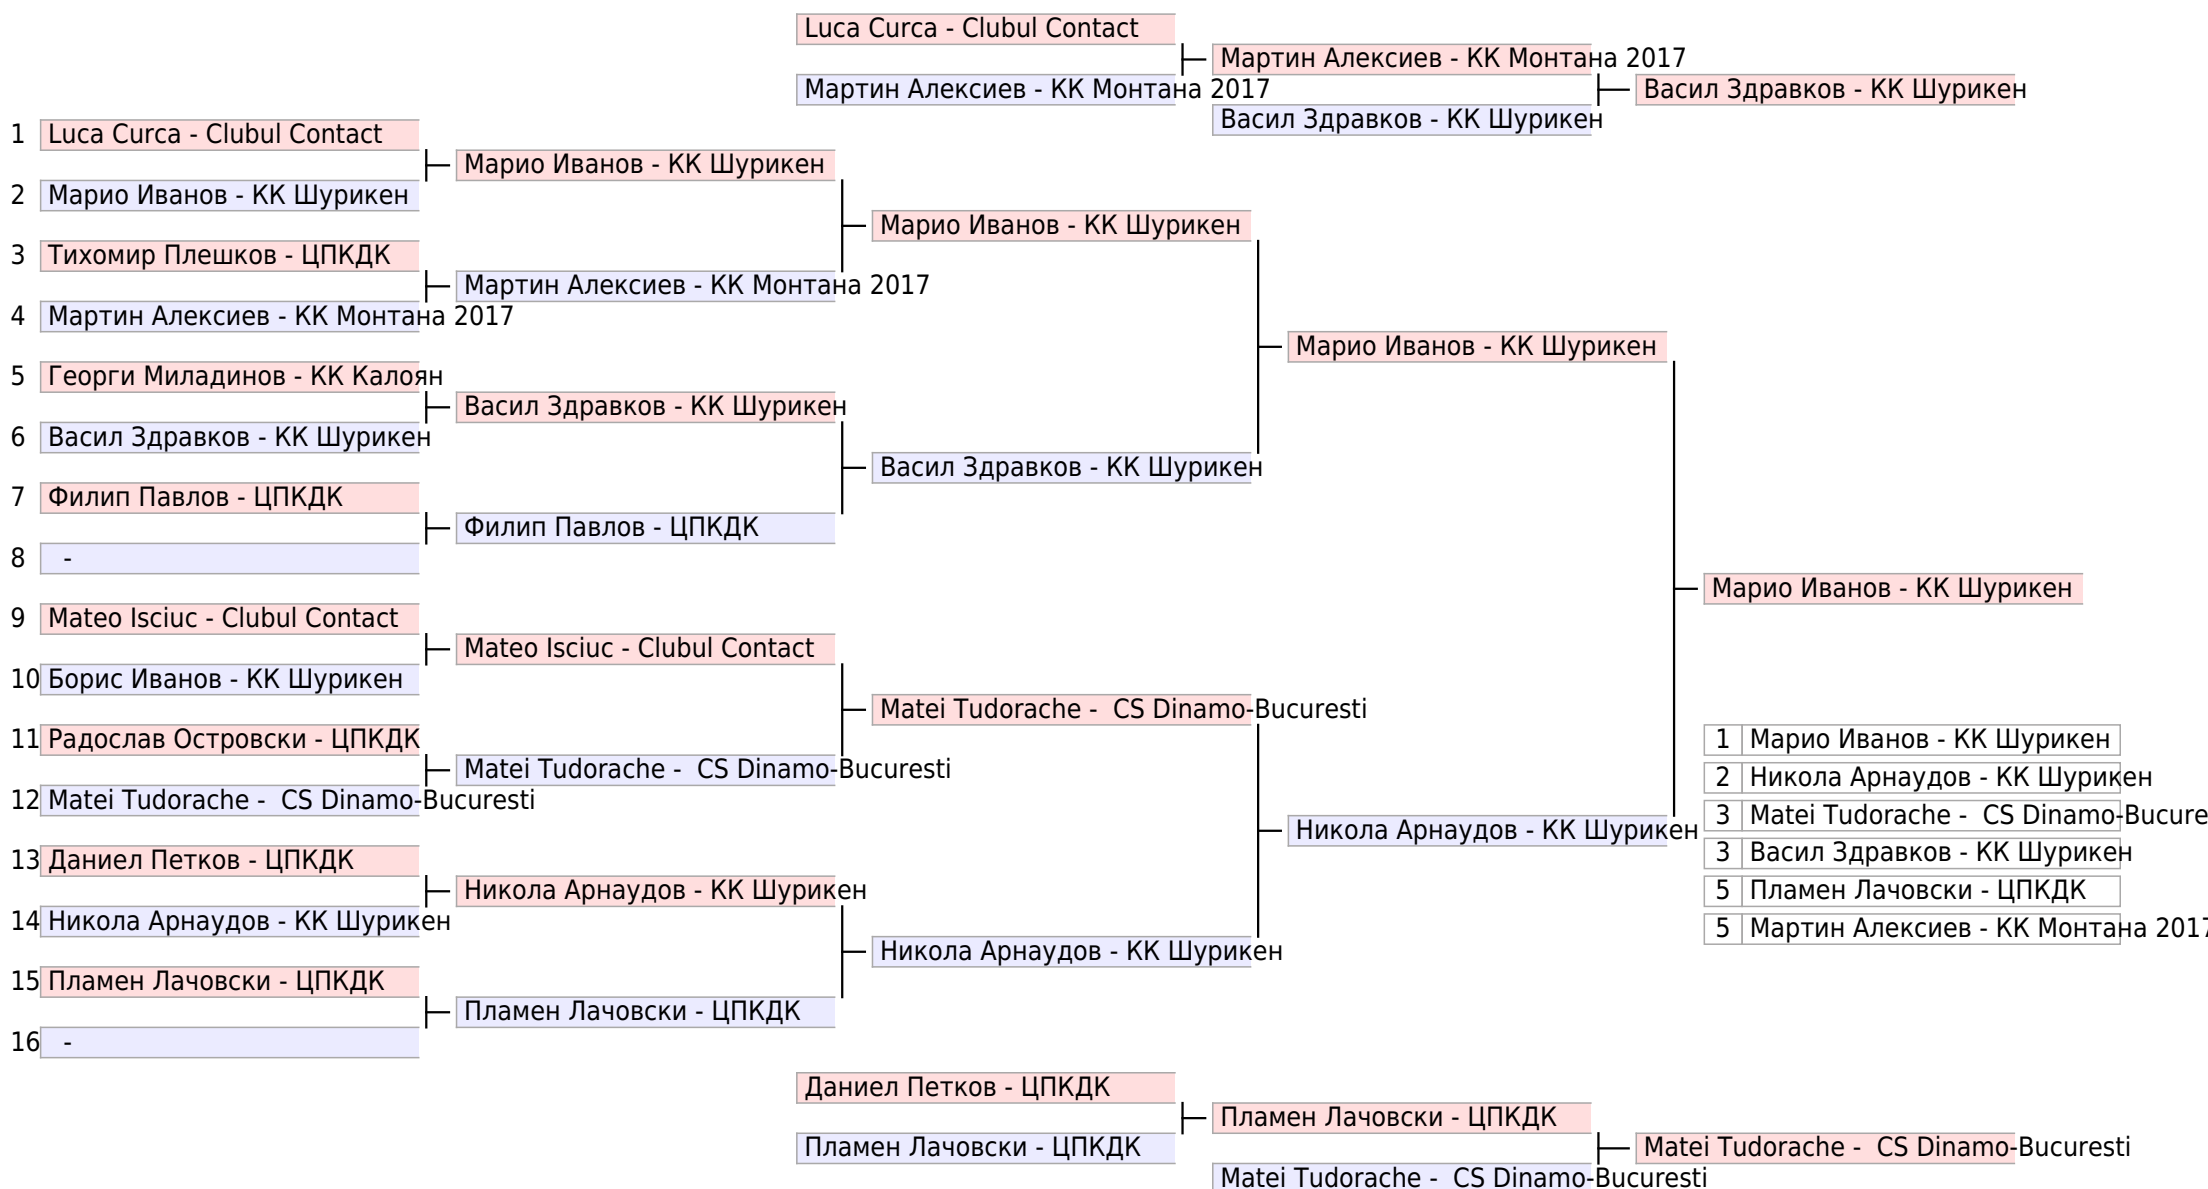 Luca Curca - Clubul Contact
Мартин Алексиев - КК Монтана 2017
Мартин Алексиев - КК Монтана 2017
Васил Здравков - КК Шурикен
Васил Здравков - КК Шурикен
1 Luca Curca - Clubul Contact
Марио Иванов - КК Шурикен
2 Марио Иванов - КК Шурикен
Марио Иванов - КК Шурикен
3 Тихомир Плешков - ЦПКДК
Мартин Алексиев - КК Монтана 2017
4 Мартин Алексиев - КК Монтана 2017
Марио Иванов - КК Шурикен
5 Георги Миладинов - КК Калоян
Васил Здравков - КК Шурикен
6 Васил Здравков - КК Шурикен
Васил Здравков - КК Шурикен
7 Филип Павлов - ЦПКДК
Филип Павлов - ЦПКДК
8 -
Марио Иванов - КК Шурикен
9 Mateo Isciuc - Clubul Contact
Mateo Isciuc - Clubul Contact
10 Борис Иванов - КК Шурикен
Matei Tudorache - CS Dinamo-Bucuresti
11 Радослав Островски - ЦПКДК
Matei Tudorache - CS Dinamo-Bucuresti
12 Matei Tudorache - CS Dinamo-Bucuresti
Никола Арнаудов - КК Шурикен
13 Даниел Петков - ЦПКДК
Никола Арнаудов - КК Шурикен
14 Никола Арнаудов - КК Шурикен
Никола Арнаудов - КК Шурикен
15 Пламен Лачовски - ЦПКДК
Пламен Лачовски - ЦПКДК
16 -
1 Марио Иванов - КК Шурикен
2 Никола Арнаудов - КК Шурикен
3 Matei Tudorache - CS Dinamo-Bucure
3 Васил Здравков - КК Шурикен
5 Пламен Лачовски - ЦПКДК
5 Мартин Алексиев - КК Монтана 2017
Даниел Петков - ЦПКДК
Пламен Лачовски - ЦПКДК
Пламен Лачовски - ЦПКДК
Matei Tudorache - CS Dinamo-Bucuresti
Matei Tudorache - CS Dinamo-Bucuresti